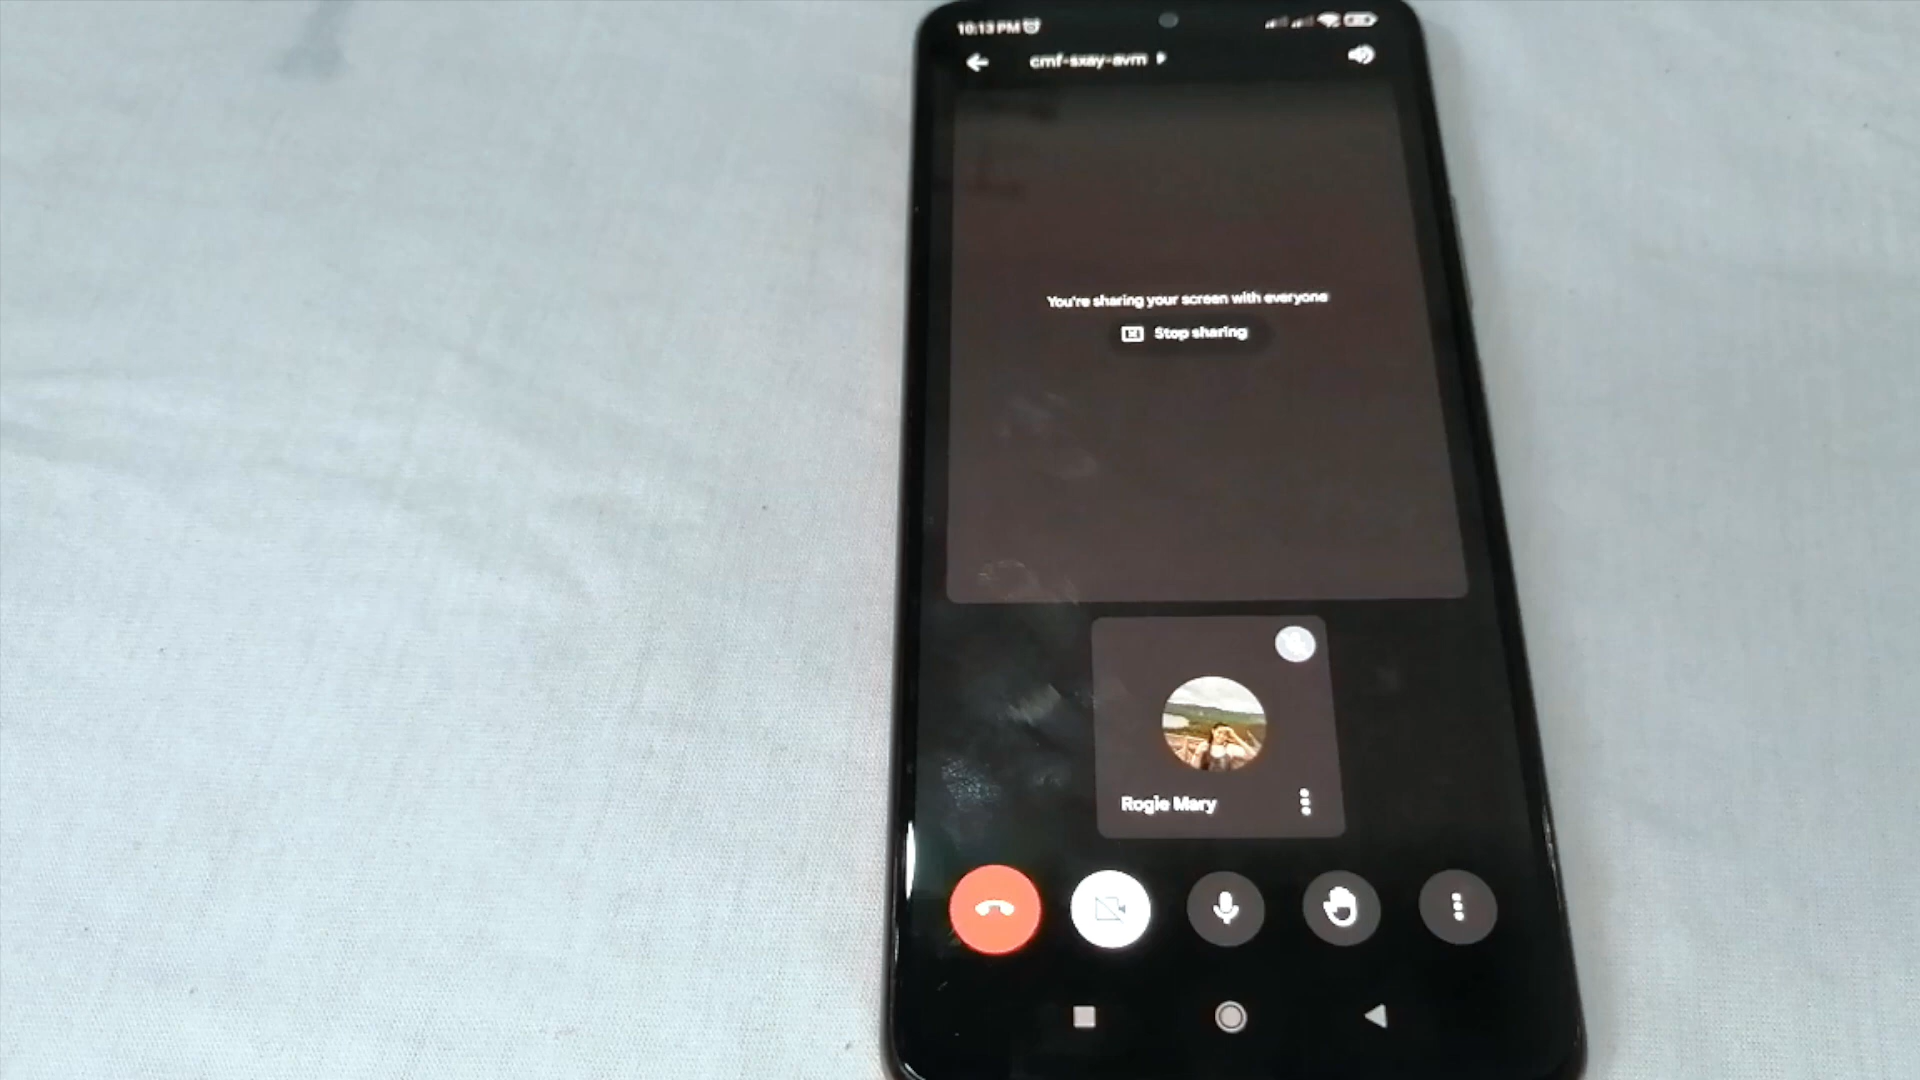 10:13 PM
cmf-sxay-avm
You're sharing your screen with everyone
Stop sharing
Rogie Mary